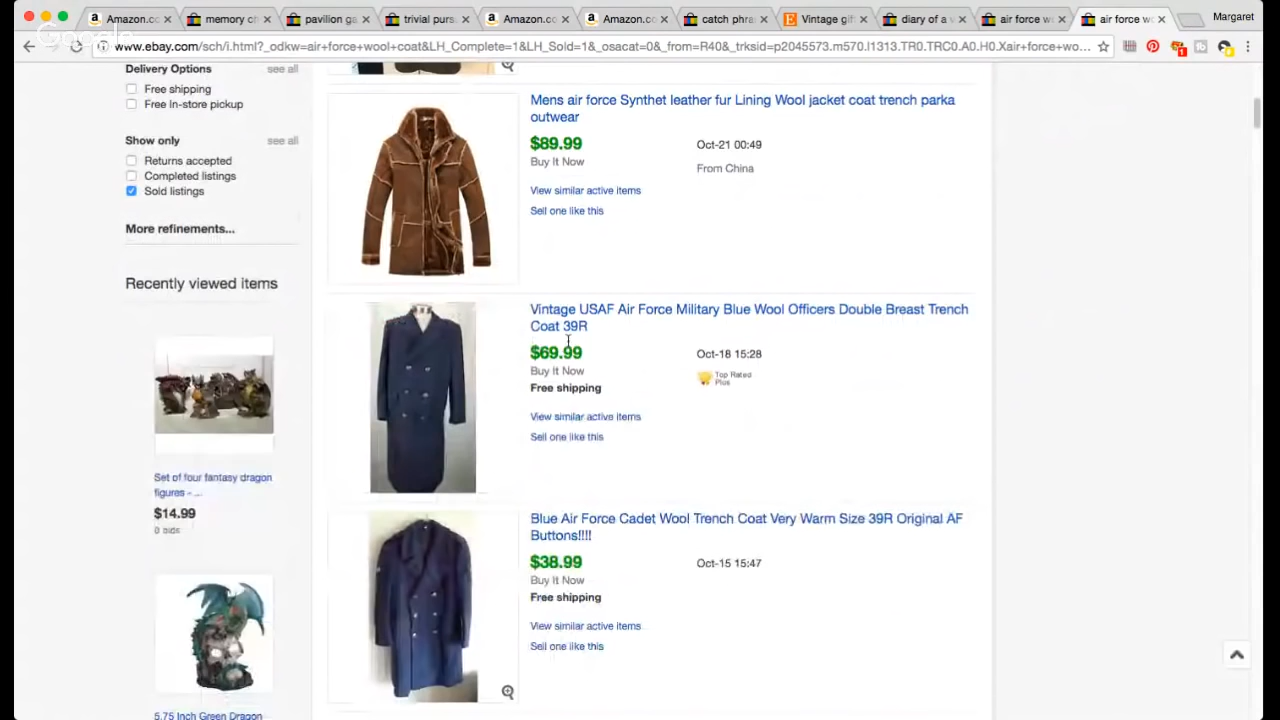 Amazon.co
memory ch
pavilion ga
trivial purs
Amazon.co
Amazon.co
catch phra
Vintage gif
diary of a v
air force wo
air force wo
Margaret
Google
www.ebay.com/sch/i.html?_odkw=air+force+wool+coat&LH_Complete=1&LH_Sold=1&_osacat=0&_from=R40&_trksid=p2045573.m570.l1313.TR0.TRC0.A0.H0.Xair+force+wo...
Delivery Options
see all
Free shipping
Free In-store pickup
Show only
see all
Returns accepted
Completed listings
Sold listings
More refinements...
Recently viewed items
Set of four fantasy dragon
figures - ...
$14.99
0 bids
5.75 Inch Green Dragon
Mens air force Synthet leather fur Lining Wool jacket coat trench parka
outwear
$89.99
Oct-21 00:49
Buy It Now
From China
View similar active items
Sell one like this
Vintage USAF Air Force Military Blue Wool Officers Double Breast Trench
Coat 39R
$69.99
Oct-18 15:28
Buy It Now
Top Rated
Plus
Free shipping
View similar active items
Sell one like this
Blue Air Force Cadet Wool Trench Coat Very Warm Size 39R Original AF
Buttons!!!!
$38.99
Oct-15 15:47
Buy It Now
Free shipping
View similar active items
Sell one like this